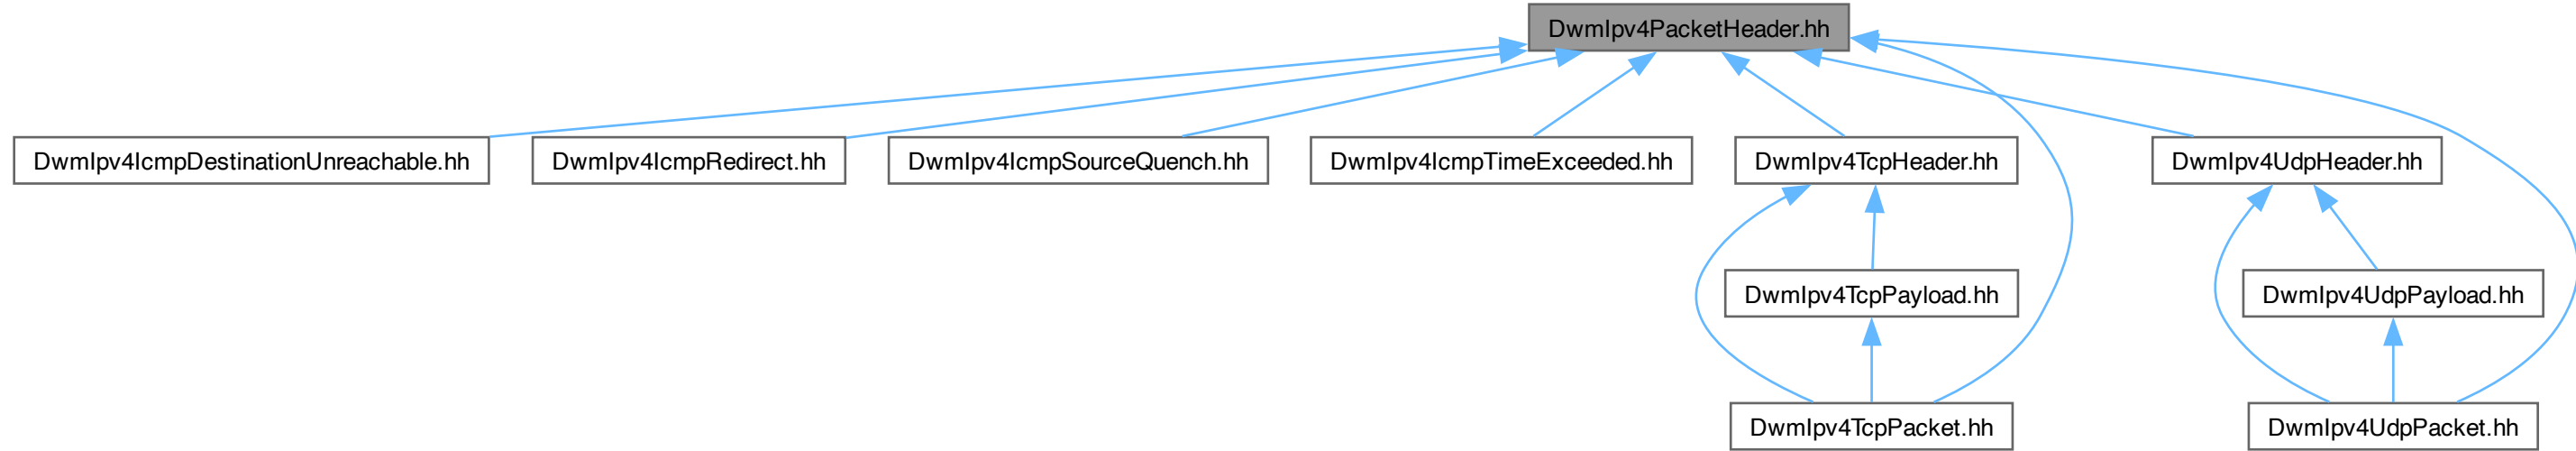 DwmIpv4PacketHeader.hh
DwmIpv4IcmpDestinationUnreachable.hh
DwmIpv4IcmpRedirect.hh
DwmIpv4IcmpSourceQuench.hh
DwmIpv4IcmpTimeExceeded.hh
DwmIpv4TcpHeader.hh
DwmIpv4UdpHeader.hh
DwmIpv4TcpPayload.hh
DwmIpv4UdpPayload.hh
DwmIpv4TcpPacket.hh
DwmIpv4UdpPacket.hh